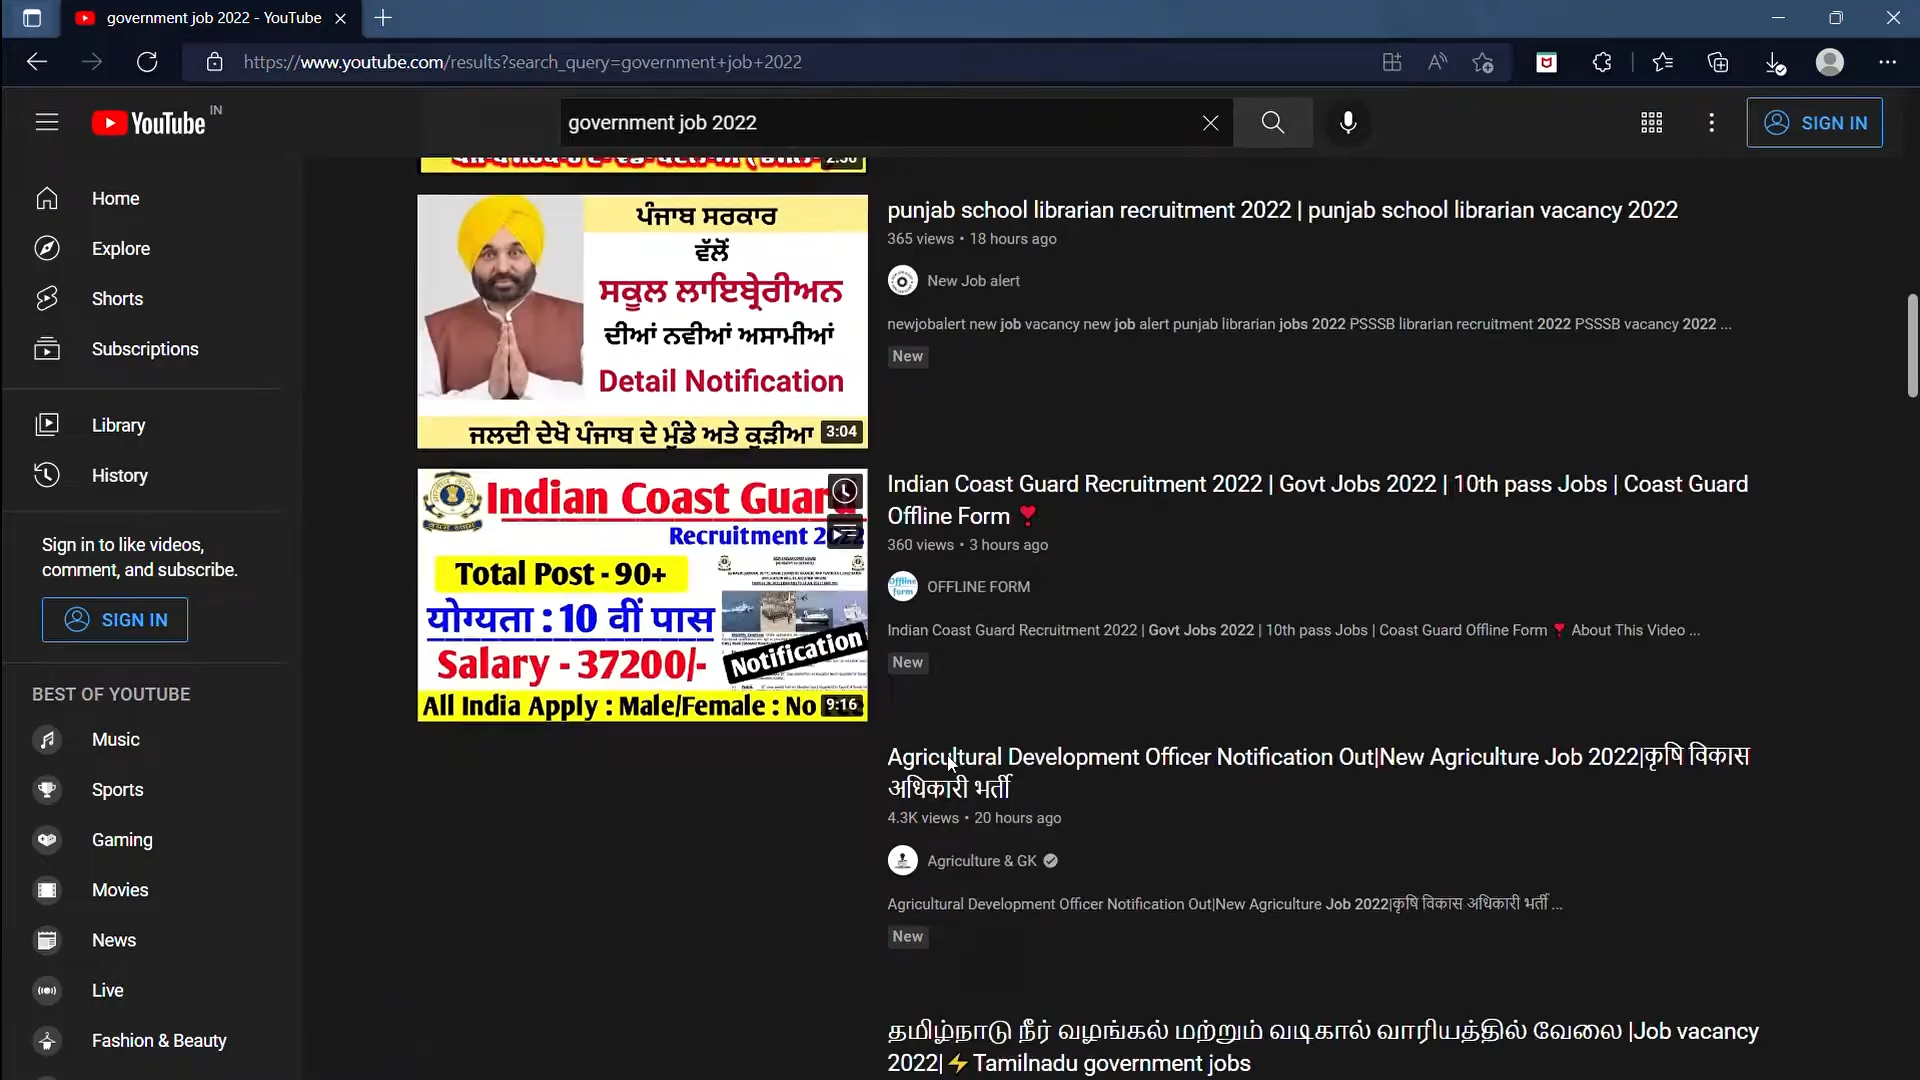 government job 2022 - YouTube
https://www.youtube.com/results?search_query=government+job+2022
YouTube IN
government job 2022
SIGN IN
Home
Explore
Shorts
Subscriptions
Library
History
Sign in to like videos,
comment, and subscribe.
SIGN IN
BEST OF YOUTUBE
Music
Sports
Gaming
Movies
News
Live
Fashion & Beauty
2:30
ਪੰਜਾਬ ਸਰਕਾਰ
ਵੱਲੋਂ
ਸਕੂਲ ਲਾਇਬ੍ਰੇਰੀਅਨ
ਦੀਆਂ ਨਵੀਆਂ ਅਸਾਮੀਆਂ
Detail Notification
ਜਲਦੀ ਦੇਖੋ ਪੰਜਾਬ ਦੇ ਮੁੰਡੇ ਅਤੇ ਕੁੜੀਆ
3:04
punjab school librarian recruitment 2022 | punjab school librarian vacancy 2022
365 views • 18 hours ago
New Job alert
newjobalert new job vacancy new job alert punjab librarian jobs 2022 PSSSB librarian recruitment 2022 PSSSB vacancy 2022 ...
New
Indian Coast Guar
Recruitment 2022
Total Post - 90+
योग्यता : 10 वीं पास
Salary - 37200/-
Notification
All India Apply : Male/Female : No
9:16
Indian Coast Guard Recruitment 2022 | Govt Jobs 2022 | 10th pass Jobs | Coast Guard
Offline Form ❣
360 views • 3 hours ago
Offline form
OFFLINE FORM
Indian Coast Guard Recruitment 2022 | Govt Jobs 2022 | 10th pass Jobs | Coast Guard Offline Form ❣ About This Video ...
New
Agricultural Development Officer Notification Out|New Agriculture Job 2022|कृषि विकास
अधिकारी भर्ती
4.3K views • 20 hours ago
Agriculture & GK
Agricultural Development Officer Notification Out|New Agriculture Job 2022|कृषि विकास अधिकारी भर्ती ...
New
தமிழ்நாடு நீர் வழங்கல் மற்றும் வடிகால் வாரியத்தில் வேலை |Job vacancy
2022|⚡Tamilnadu government jobs